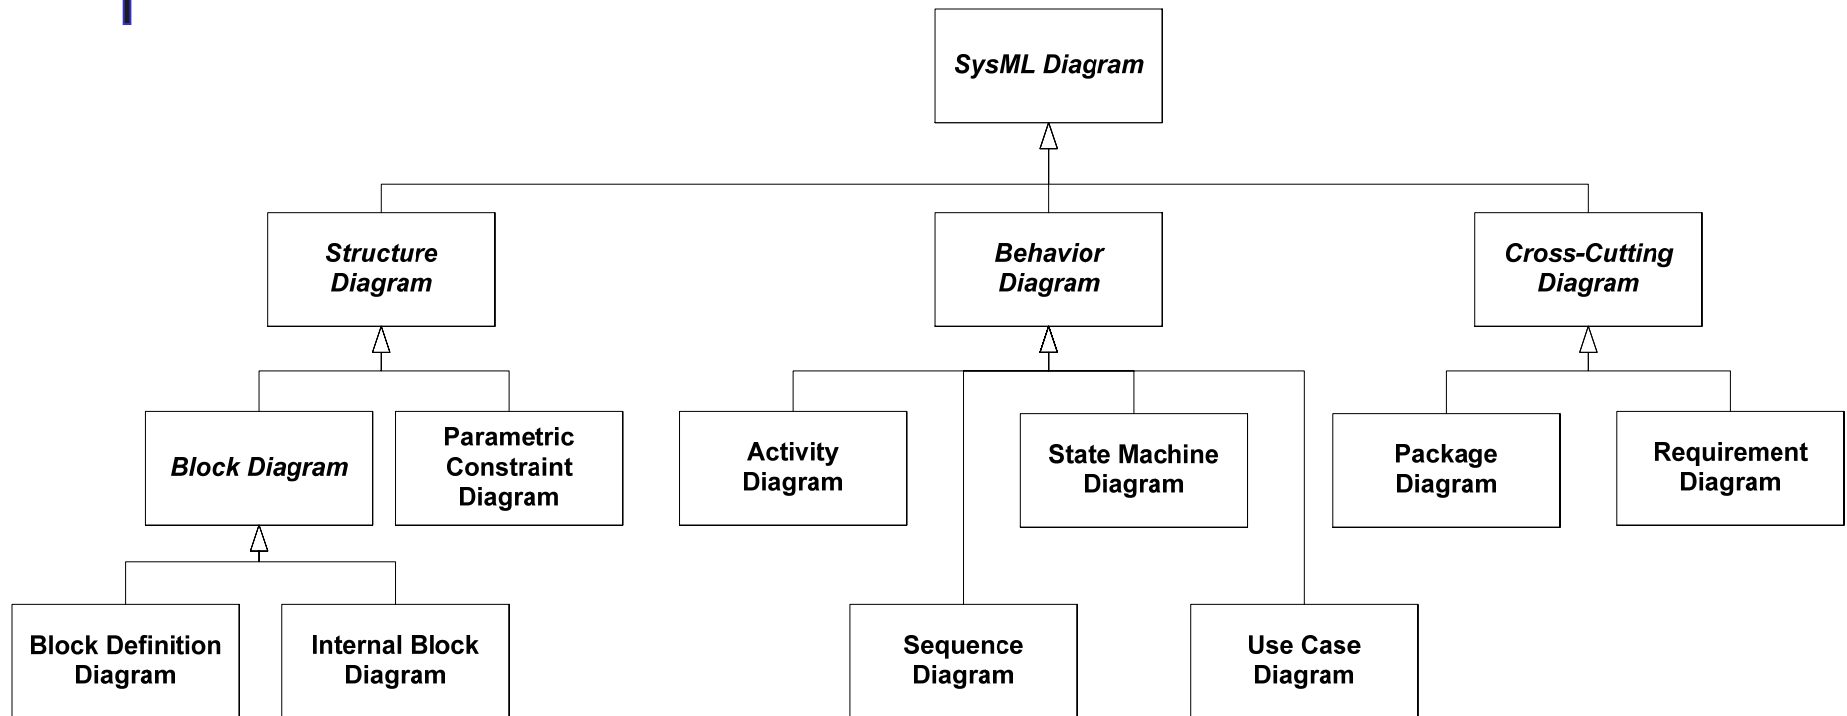 SysML Diagram
Structure
Diagram
Behavior
Diagram
Cross-Cutting
Diagram
Block Diagram
Parametric
Constraint
Diagram
Activity
Diagram
State Machine
Diagram
Package
Diagram
Requirement
Diagram
Block Definition
Diagram
Internal Block
Diagram
Sequence
Diagram
Use Case
Diagram